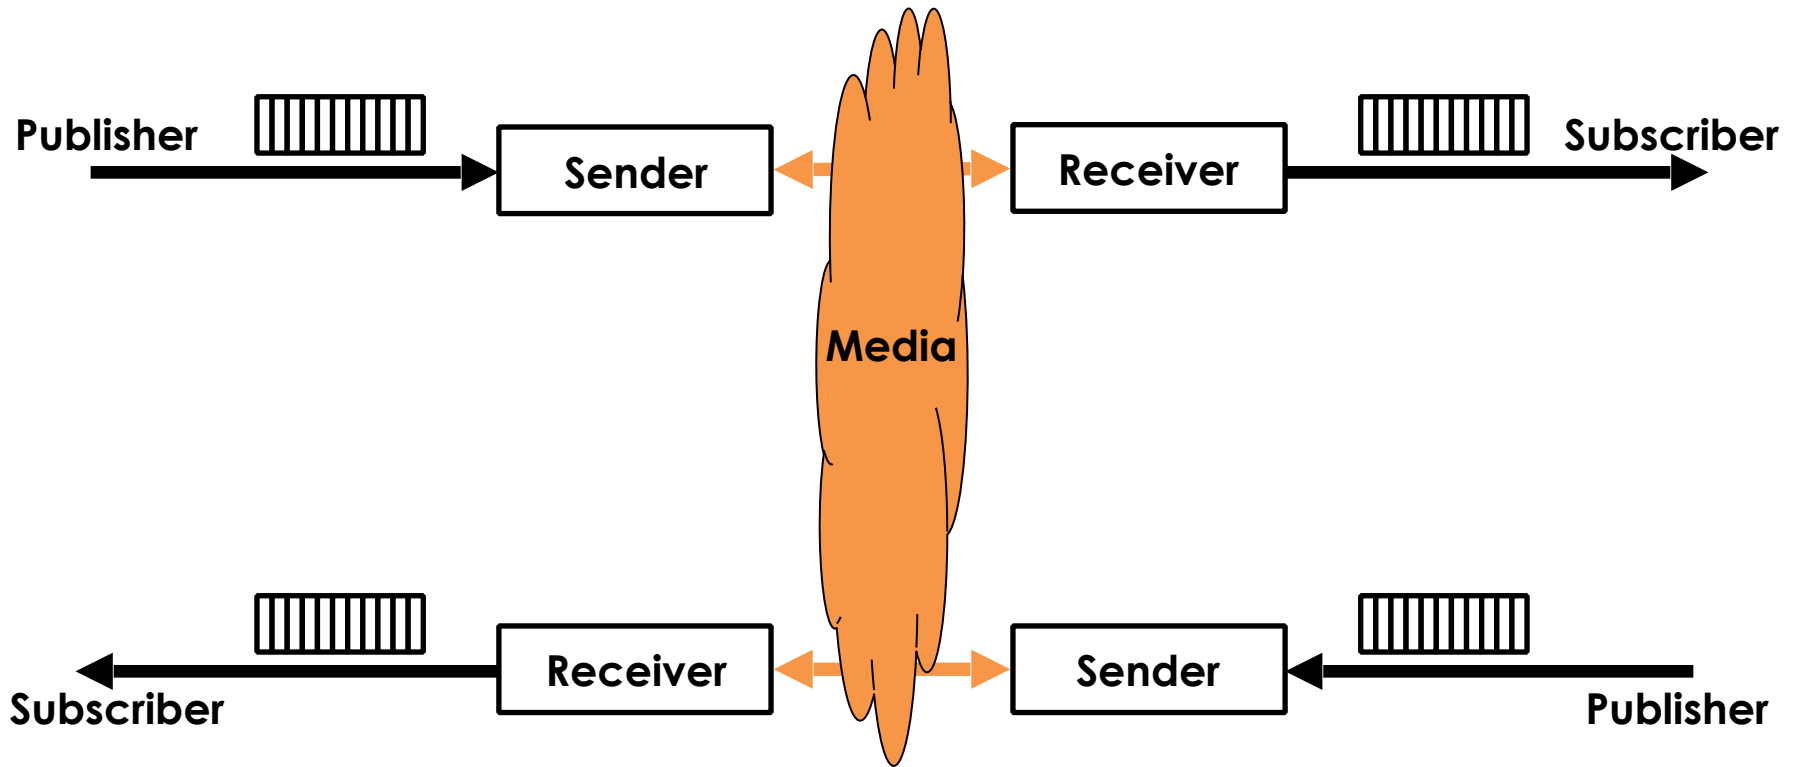 Publisher
Sender
Receiver
Subscriber
Media
Subscriber
Receiver
Sender
Publisher